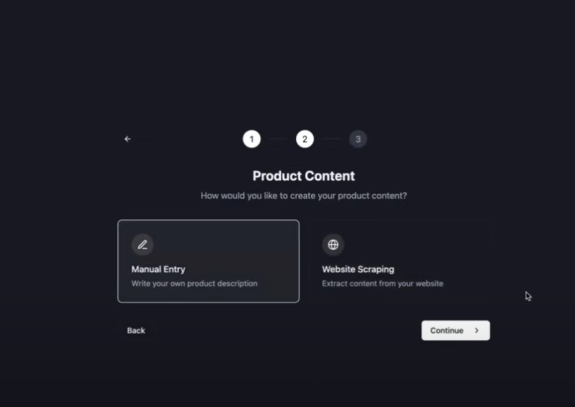 1 2 3
Product Content
How would you like to create your product content?
Manual Entry
Write your own product description
Website Scraping
Extract content from your website
Back
Continue